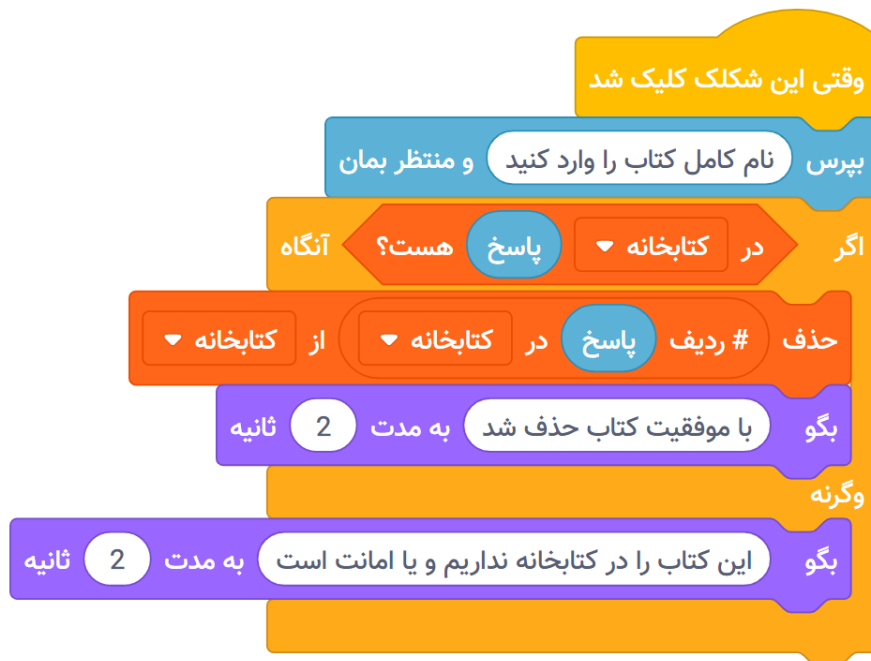 وقتی این شکلک کلیک شد
بپرس نام کامل کتاب را وارد کنید و منتظر بمان
اگر در کتابخانه پاسخ هست؟ آنگاه
حذف # ردیف پاسخ در کتابخانه از کتابخانه
بگو با موفقیت کتاب حذف شد به مدت 2 ثانیه
وگرنه
بگو این کتاب را در کتابخانه نداریم و یا امانت است به مدت 2 ثانیه